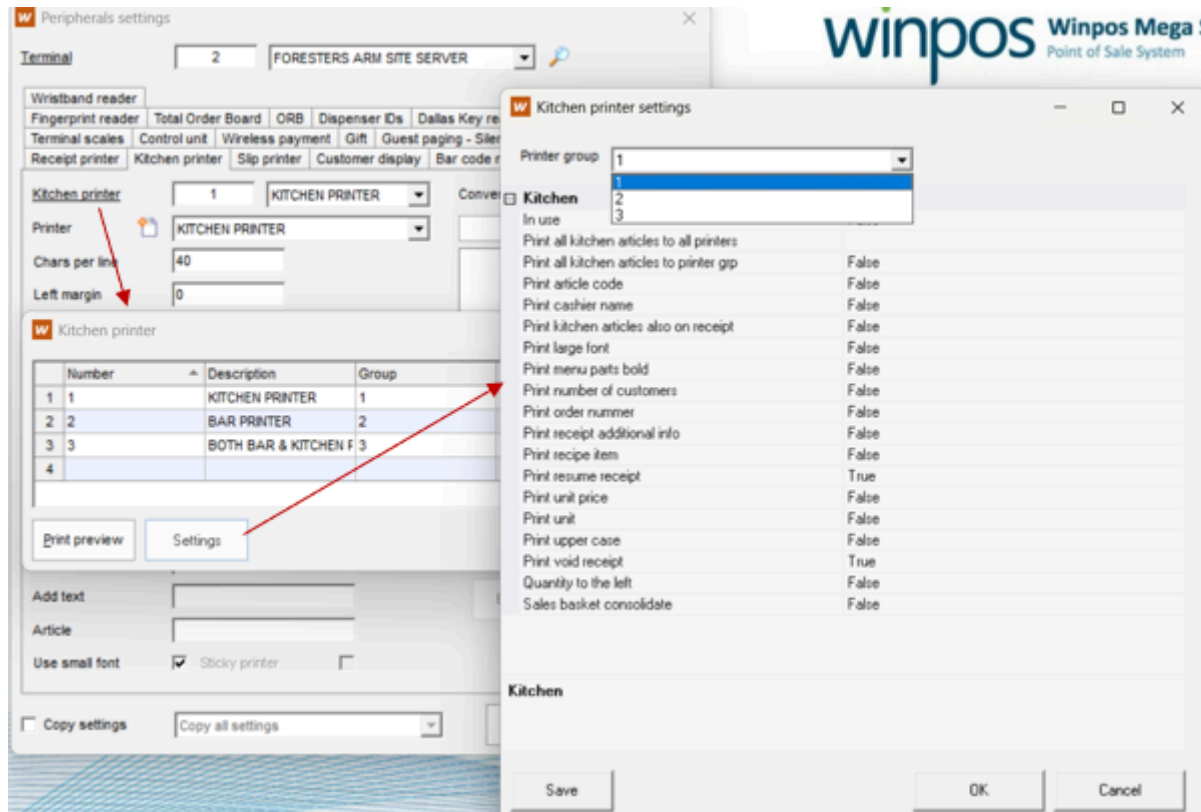 Peripherals settings
winpos Winpos Mega
Point of Sale System
Terminal 2 FORESTERS ARM SITE SERVER
Wristband reader
Fingerprint reader Total Order Board ORB Dispenser IDs Dallas Key re
Terminal scales Control unit Wireless payment Gift Guest paging - Siler
Receipt printer Kitchen printer Slip printer Customer display Bar code r
Kitchen printer 1 KITCHEN PRINTER Conver
Printer KITCHEN PRINTER
Chars per line 40
Left margin 0
Kitchen printer
Number Description Group
1 1 KITCHEN PRINTER 1
2 2 BAR PRINTER 2
3 3 BOTH BAR & KITCHEN F 3
4
Print preview Settings
Add text
Article
Use small font Sticky printer
Copy settings Copy all settings
Kitchen printer settings
Printer group 1
1
2
3
Kitchen
In use
Print all kitchen articles to all printers
Print all kitchen articles to printer grp False
Print article code False
Print cashier name False
Print kitchen articles also on receipt False
Print large font False
Print menu parts bold False
Print number of customers False
Print order nummer False
Print receipt additional info False
Print recipe item False
Print resume receipt True
Print unit price False
Print unit False
Print upper case False
Print void receipt True
Quantity to the left False
Sales basket consolidate False
Kitchen
Save OK Cancel